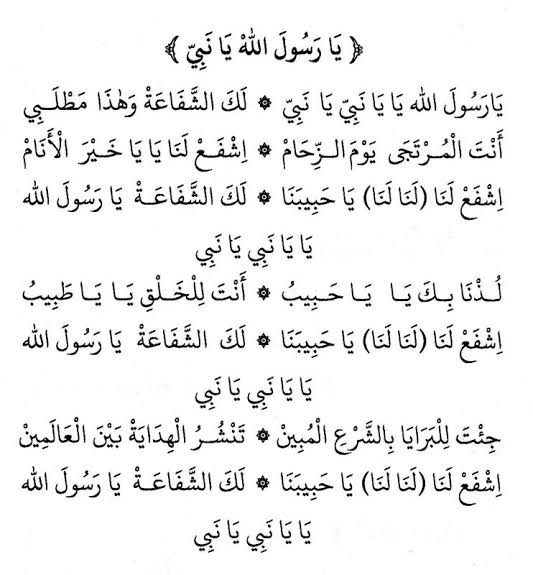 ﴿ يَا رَسُولَ اللهْ يَا نَبِيّ ﴾
يَارَسُولَ الله يَا يَا نَبِيّ يَا نَبِيّ ۞ لَكَ الشَّفَاعَةْ وَهٰذَا مَطْلَبِي
أَنْتَ الْمُرْتَجَى يَوْمَ الزِّحَامْ ۞ اِشْفَعْ لَنَا يَا يَا خَيْرَ الْأَنَامْ
اِشْفَعْ لَنَا (لَنَا لَنَا) يَا حَبِيبَنَا ۞ لَكَ الشَّفَاعَةْ يَا رَسُولَ الله
يَا يَا نَبِي يَا نَبِي
لُذْنَا بِكَ يَا يَا حَبِيبُ ۞ أَنْتَ لِلْخَلْقِ يَا يَا طَبِيبُ
اِشْفَعْ لَنَا (لَنَا لَنَا) يَا حَبِيبَنَا ۞ لَكَ الشَّفَاعَةْ يَا رَسُولَ الله
يَا يَا نَبِي يَا نَبِي
جِئْتَ لِلْبَرَايَا بِالشَّرْعِ الْمُبِينْ ۞ تَنْشُرُ الْهِدَايَةْ بَيْنَ الْعَالَمِينْ
اِشْفَعْ لَنَا (لَنَا لَنَا) يَا حَبِيبَنَا ۞ لَكَ الشَّفَاعَةْ يَا رَسُولَ الله
يَا يَا نَبِي يَا نَبِي